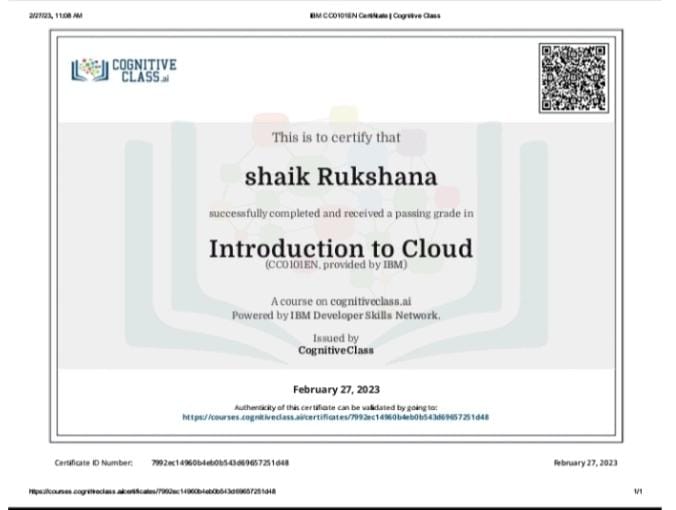 2/27/23, 11:08 AM
IBM CC0101EN Certificate | Cognitive Class
COGNITIVE
CLASS.ai
This is to certify that
shaik Rukshana
successfully completed and received a passing grade in
Introduction to Cloud
(CC0101EN, provided by IBM)
A course on cognitiveclass.ai
Powered by IBM Developer Skills Network.
Issued by
CognitiveClass
February 27, 2023
Authenticity of this certificate can be validated by going to:
https://courses.cognitiveclass.ai/certificates/7992ec14960b4eb0b543d69657251d48
Certificate ID Number:
7992ec14960b4eb0b543d69657251d48
February 27, 2023
https://courses.cognitiveclass.ai/certificates/7992ec14960b4eb0b543d69657251d48
1/1